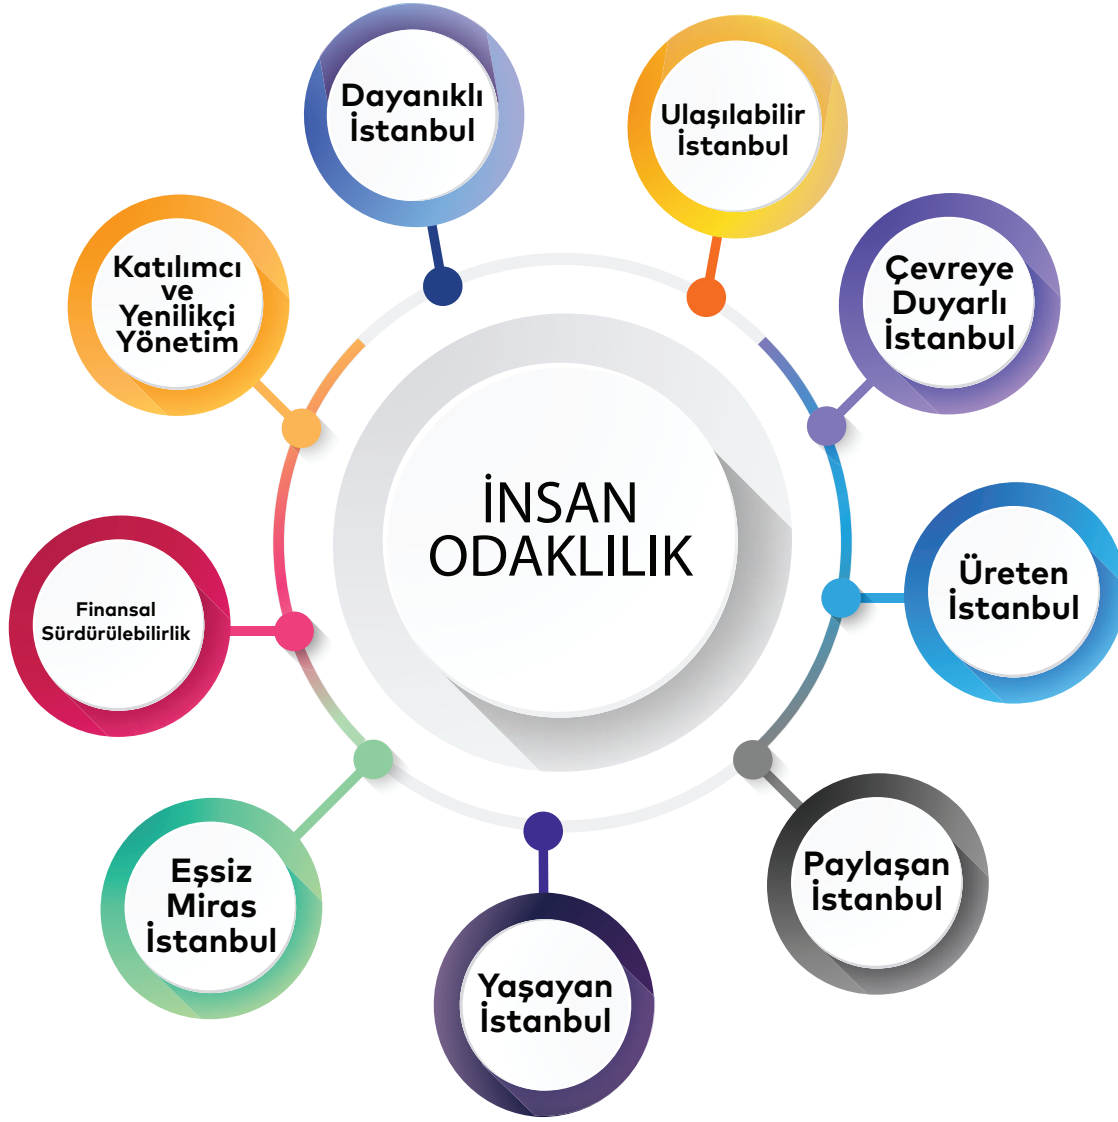 Dayanıklı
İstanbul
Ulaşılabilir
İstanbul
Katılımcı
ve
Yenilikçi
Yönetim
Çevreye
Duyarlı
İstanbul
İNSAN
ODAKLILIK
Üreten
İstanbul
Finansal
Sürdürülebilirlik
Eşsiz
Miras
İstanbul
Paylaşan
İstanbul
Yaşayan
İstanbul